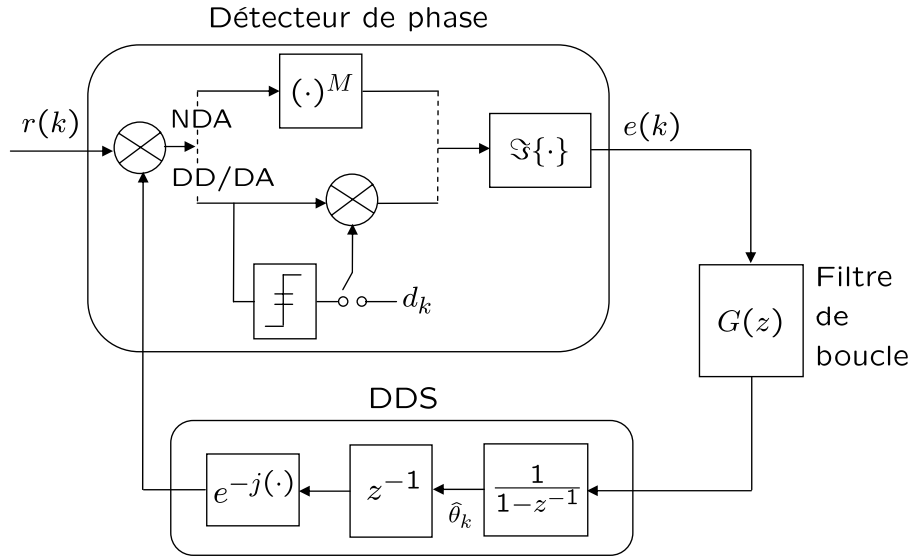 Détecteur de phase
(·)^M
r(k)
NDA
e(k)
ℑ{·}
DD/DA
d_k
G(z)
Filtre
de
boucle
DDS
e^{−j(·)}
z^{−1}
1
1−z^{−1}
θ̂_k